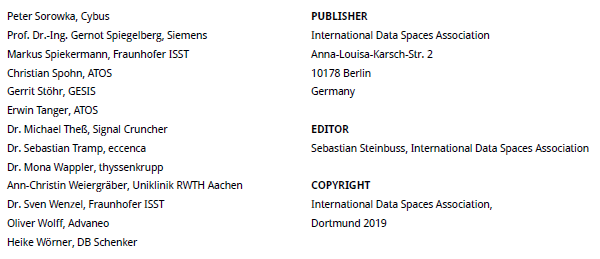 Peter Sorowka, Cybus
Prof. Dr.-Ing. Gernot Spiegelberg, Siemens
Markus Spiekermann, Fraunhofer ISST
Christian Spohn, ATOS
Gerrit Stöhr, GESIS
Erwin Tanger, ATOS
Dr. Michael Theß, Signal Cruncher
Dr. Sebastian Tramp, eccenca
Dr. Mona Wappler, thyssenkrupp
Ann-Christin Weiergräber, Uniklinik RWTH Aachen
Dr. Sven Wenzel, Fraunhofer ISST
Oliver Wolff, Advaneo
Heike Wörner, DB Schenker
PUBLISHER
International Data Spaces Association
Anna-Louisa-Karsch-Str. 2
10178 Berlin
Germany
EDITOR
Sebastian Steinbuss, International Data Spaces Association
COPYRIGHT
International Data Spaces Association,
Dortmund 2019